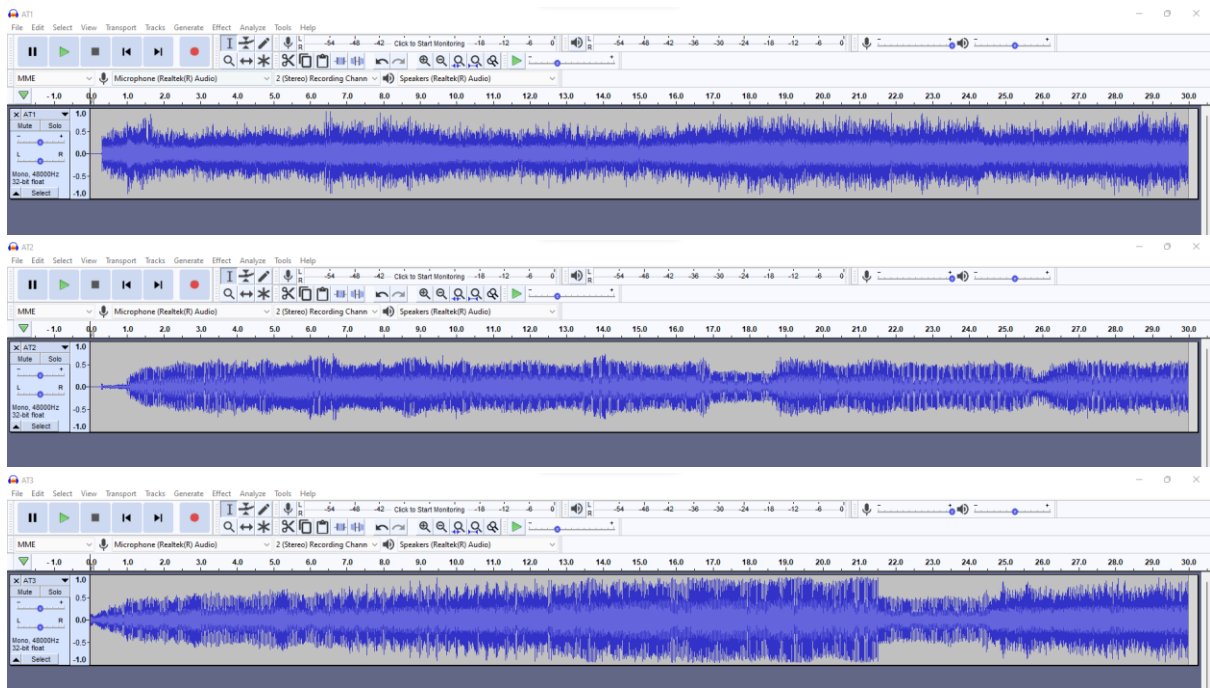 AT1
File Edit Select View Transport Tracks Generate Effect Analyze Tools Help
L R -54 -48 -42 Click to Start Monitoring -18 -12 -6 0 L R -54 -48 -42 -36 -30 -24 -18 -12 -6 0
MME Microphone (Realtek(R) Audio) 2 (Stereo) Recording Chann Speakers (Realtek(R) Audio)
-1.0 0.0 1.0 2.0 3.0 4.0 5.0 6.0 7.0 8.0 9.0 10.0 11.0 12.0 13.0 14.0 15.0 16.0 17.0 18.0 19.0 20.0 21.0 22.0 23.0 24.0 25.0 26.0 27.0 28.0 29.0 30.0
× AT1 1.0
Mute Solo 0.5
- +
L R 0.0
Mono, 48000Hz -0.5
32-bit float
Select -1.0
AT2
File Edit Select View Transport Tracks Generate Effect Analyze Tools Help
L R -54 -48 -42 Click to Start Monitoring -18 -12 -6 0 L R -54 -48 -42 -36 -30 -24 -18 -12 -6 0
MME Microphone (Realtek(R) Audio) 2 (Stereo) Recording Chann Speakers (Realtek(R) Audio)
-1.0 0.0 1.0 2.0 3.0 4.0 5.0 6.0 7.0 8.0 9.0 10.0 11.0 12.0 13.0 14.0 15.0 16.0 17.0 18.0 19.0 20.0 21.0 22.0 23.0 24.0 25.0 26.0 27.0 28.0 29.0 30.0
× AT2 1.0
Mute Solo 0.5
- +
L R 0.0
Mono, 48000Hz -0.5
32-bit float
Select -1.0
AT3
File Edit Select View Transport Tracks Generate Effect Analyze Tools Help
L R -54 -48 -42 Click to Start Monitoring -18 -12 -6 0 L R -54 -48 -42 -36 -30 -24 -18 -12 -6 0
MME Microphone (Realtek(R) Audio) 2 (Stereo) Recording Chann Speakers (Realtek(R) Audio)
-1.0 0.0 1.0 2.0 3.0 4.0 5.0 6.0 7.0 8.0 9.0 10.0 11.0 12.0 13.0 14.0 15.0 16.0 17.0 18.0 19.0 20.0 21.0 22.0 23.0 24.0 25.0 26.0 27.0 28.0 29.0 30.0
× AT3 1.0
Mute Solo 0.5
- +
L R 0.0
Mono, 48000Hz -0.5
32-bit float
Select -1.0